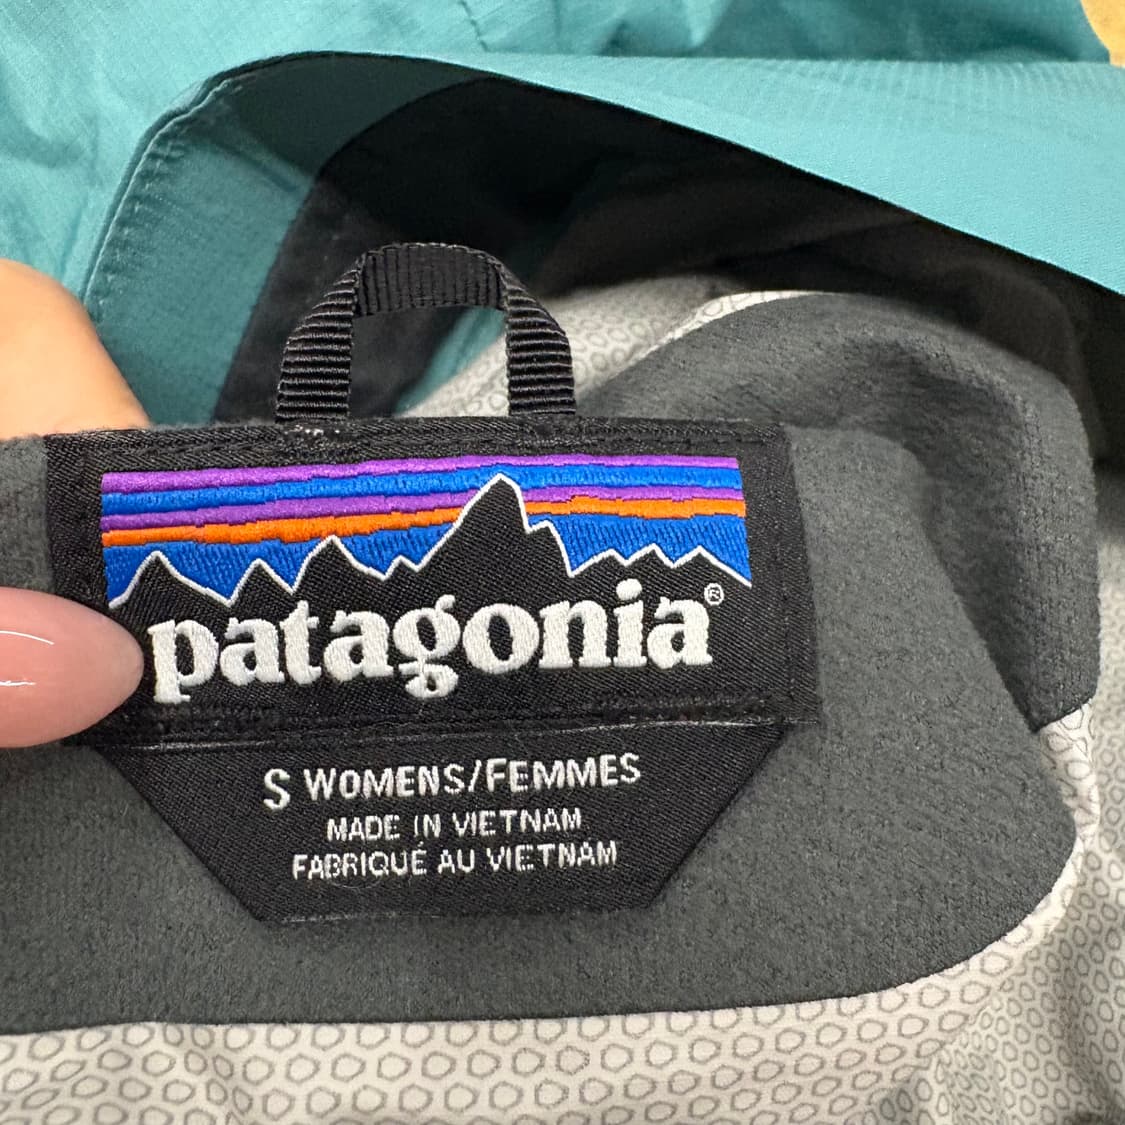 patagonia®
S WOMENS/FEMMES
MADE IN VIETNAM
FABRIQUÉ AU VIETNAM